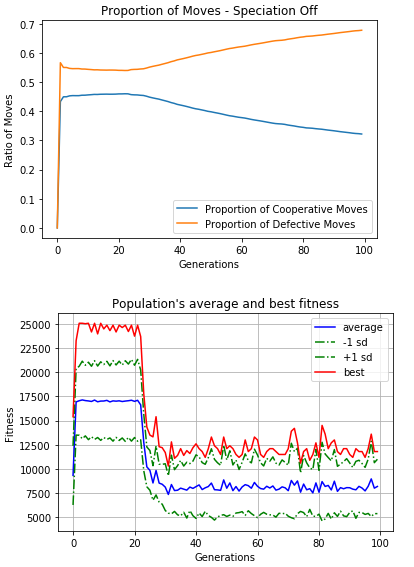 Proportion of Moves - Speciation Off
0.7
0.6
0.5
0.4
0.3
0.2
0.1
0.0
Ratio of Moves
Proportion of Cooperative Moves
Proportion of Defective Moves
0 20 40 60 80 100
Generations
Population's average and best fitness
25000
22500
20000
17500
15000
12500
10000
7500
5000
Fitness
average
-1 sd
+1 sd
best
0 20 40 60 80 100
Generations